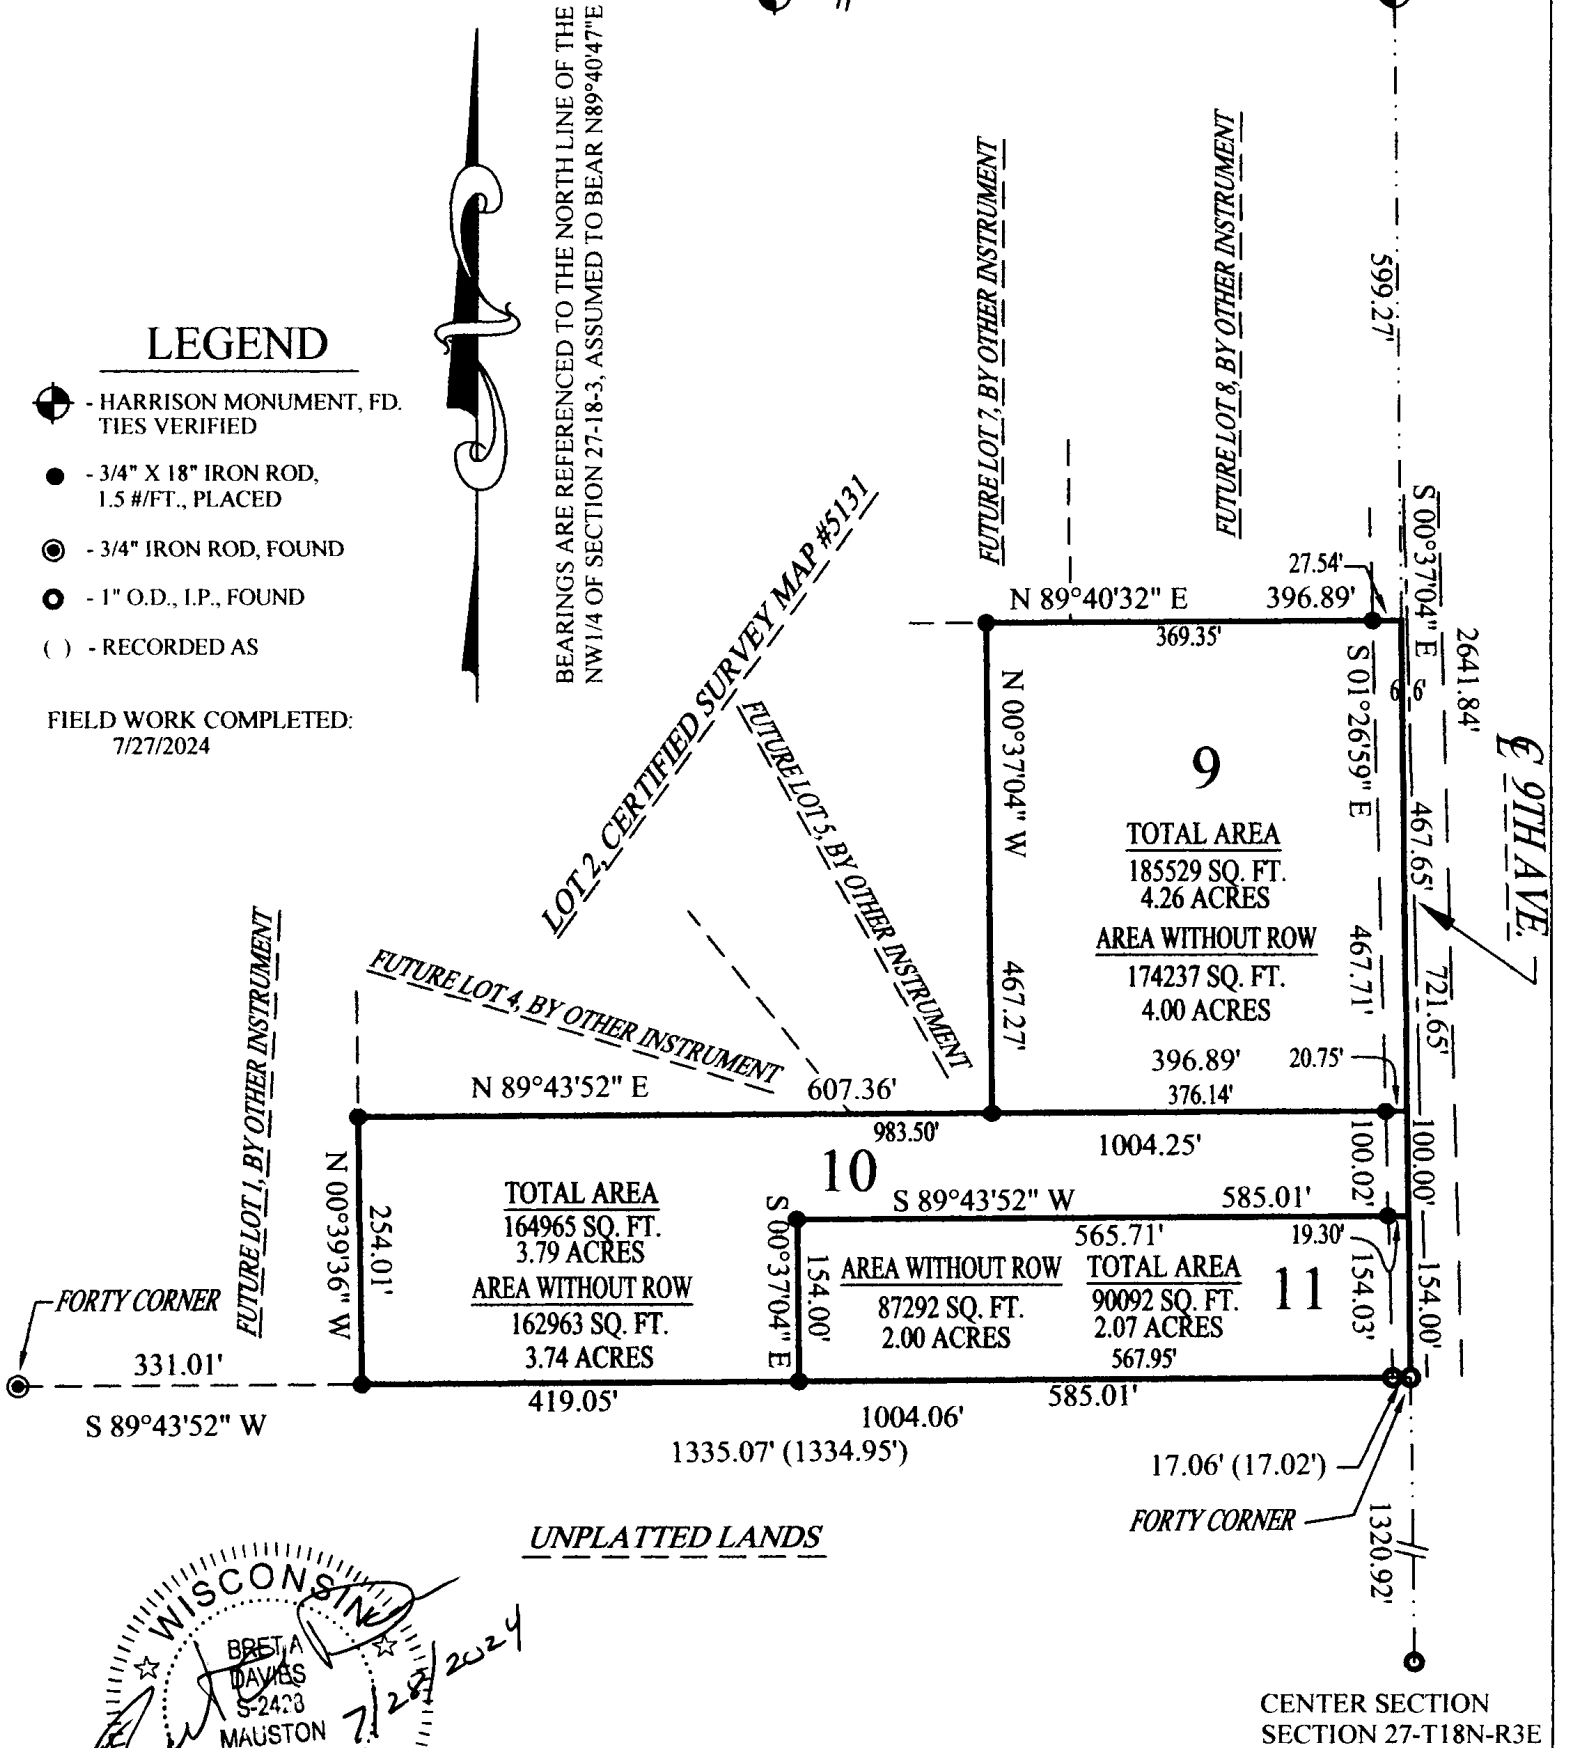 BEARINGS ARE REFERENCED TO THE NORTH LINE OF THE
NW1/4 OF SECTION 27-18-3, ASSUMED TO BEAR N89°40'47"E
LEGEND
- HARRISON MONUMENT, FD.
TIES VERIFIED
- 3/4" X 18" IRON ROD,
1.5 #/FT., PLACED
- 3/4" IRON ROD, FOUND
- 1" O.D., I.P., FOUND
( ) - RECORDED AS
FIELD WORK COMPLETED:
7/27/2024
LOT 2, CERTIFIED SURVEY MAP #5131
FUTURE LOT 7, BY OTHER INSTRUMENT
FUTURE LOT 8, BY OTHER INSTRUMENT
599.27'
S 00°37'04" E
2641.84'
27.54'
N 89°40'32" E 396.89'
369.35'
N 00°37'04" W
467.27'
S 01°26'59" E
467.71'
467.65'
721.65'
₵ 9TH AVE.
9
TOTAL AREA
185529 SQ. FT.
4.26 ACRES
AREA WITHOUT ROW
174237 SQ. FT.
4.00 ACRES
396.89'
20.75'
376.14'
FUTURE LOT 5, BY OTHER INSTRUMENT
FUTURE LOT 4, BY OTHER INSTRUMENT
FUTURE LOT 1, BY OTHER INSTRUMENT
N 89°43'52" E 607.36'
983.50'
1004.25'
100.02'
100.00'
10
N 00°39'36" W
254.01'
TOTAL AREA
164965 SQ. FT.
3.79 ACRES
AREA WITHOUT ROW
162963 SQ. FT.
3.74 ACRES
S 89°43'52" W 585.01'
565.71'
19.30'
S 00°37'04" E
154.00'
AREA WITHOUT ROW
87292 SQ. FT.
2.00 ACRES
TOTAL AREA
90092 SQ. FT.
2.07 ACRES
11
154.03'
154.00'
567.95'
FORTY CORNER
331.01'
S 89°43'52" W
419.05'
585.01'
1004.06'
1335.07' (1334.95')
17.06' (17.02')
FORTY CORNER
1320.92'
UNPLATTED LANDS
WISCONSIN
BRET A
DAVIES
S-2428
MAUSTON
7/28/2024
CENTER SECTION
SECTION 27-T18N-R3E